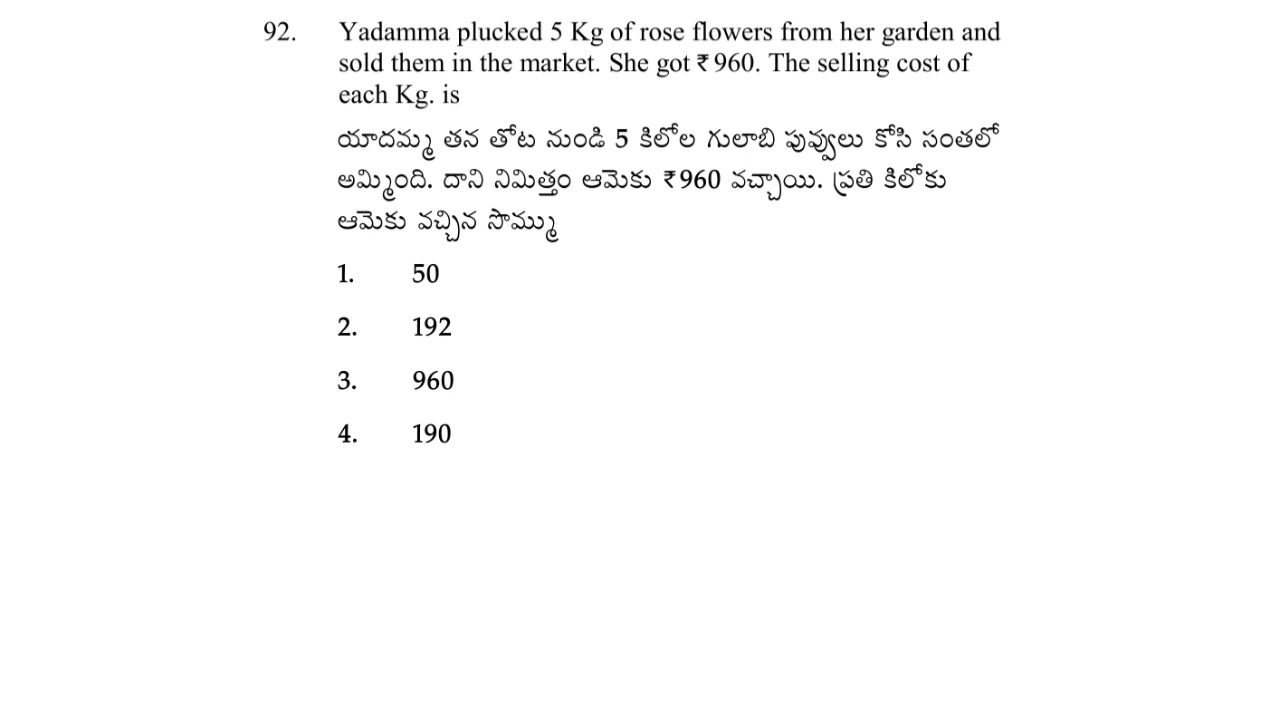 92. Yadamma plucked 5 Kg of rose flowers from her garden and
sold them in the market. She got ₹ 960. The selling cost of
each Kg. is
యాదమ్మ తన తోట నుండి 5 కిలోల గులాబి పువ్వులు కోసి సంతలో
అమ్మింది. దాని నిమిత్తం ఆమెకు ₹ 960 వచ్చాయి. ప్రతి కిలోకు
ఆమెకు వచ్చిన సొమ్ము
1. 50
2. 192
3. 960
4. 190